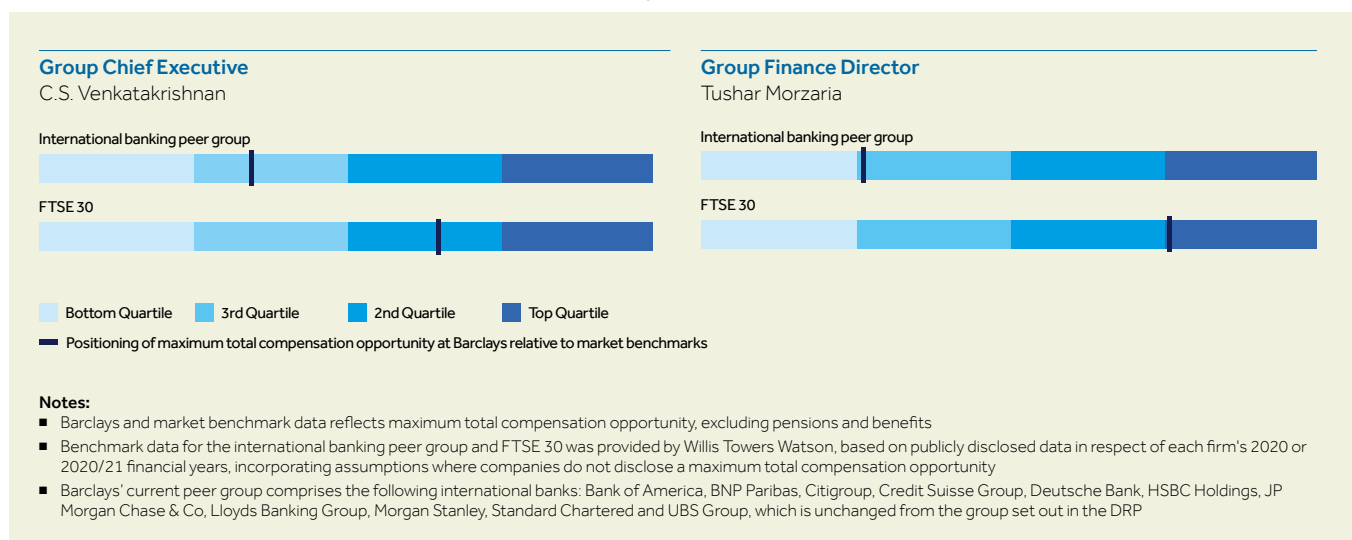 Group Chief Executive
C.S. Venkatakrishnan
International banking peer group
FTSE 30
Group Finance Director
Tushar Morzaria
International banking peer group
FTSE 30
Bottom Quartile
3rd Quartile
2nd Quartile
Top Quartile
Positioning of maximum total compensation opportunity at Barclays relative to market benchmarks
Notes:
■ Barclays and market benchmark data reflects maximum total compensation opportunity, excluding pensions and benefits
■ Benchmark data for the international banking peer group and FTSE 30 was provided by Willis Towers Watson, based on publicly disclosed data in respect of each firm's 2020 or
2020/21 financial years, incorporating assumptions where companies do not disclose a maximum total compensation opportunity
■ Barclays' current peer group comprises the following international banks: Bank of America, BNP Paribas, Citigroup, Credit Suisse Group, Deutsche Bank, HSBC Holdings, JP
Morgan Chase & Co, Lloyds Banking Group, Morgan Stanley, Standard Chartered and UBS Group, which is unchanged from the group set out in the DRP